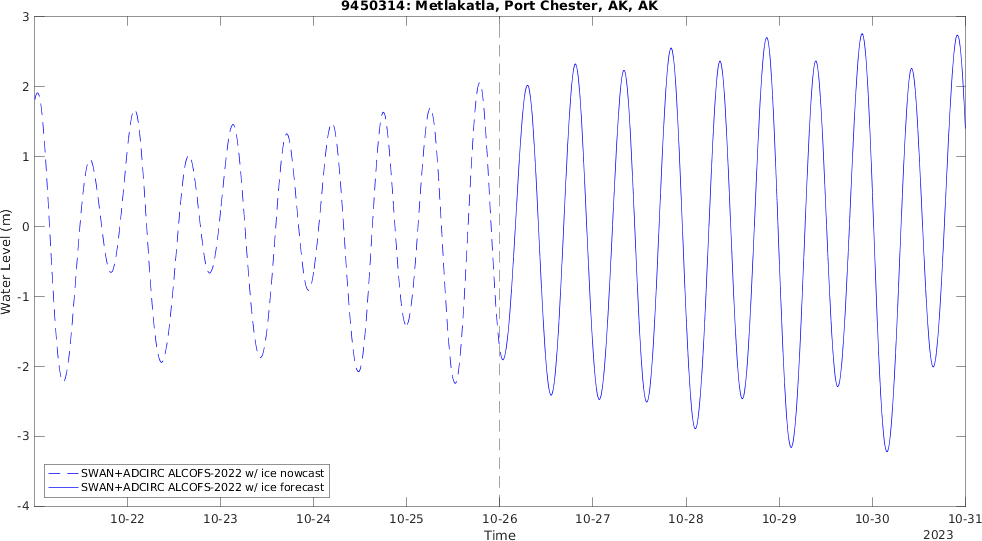 9450314: Metlakatla, Port Chester, AK, AK
3
2
1
0
-1
-2
-3
-4
Water Level (m)
SWAN+ADCIRC ALCOFS-2022 w/ ice nowcast
SWAN+ADCIRC ALCOFS-2022 w/ ice forecast
10-22 10-23 10-24 10-25 10-26 10-27 10-28 10-29 10-30 10-31
Time
2023